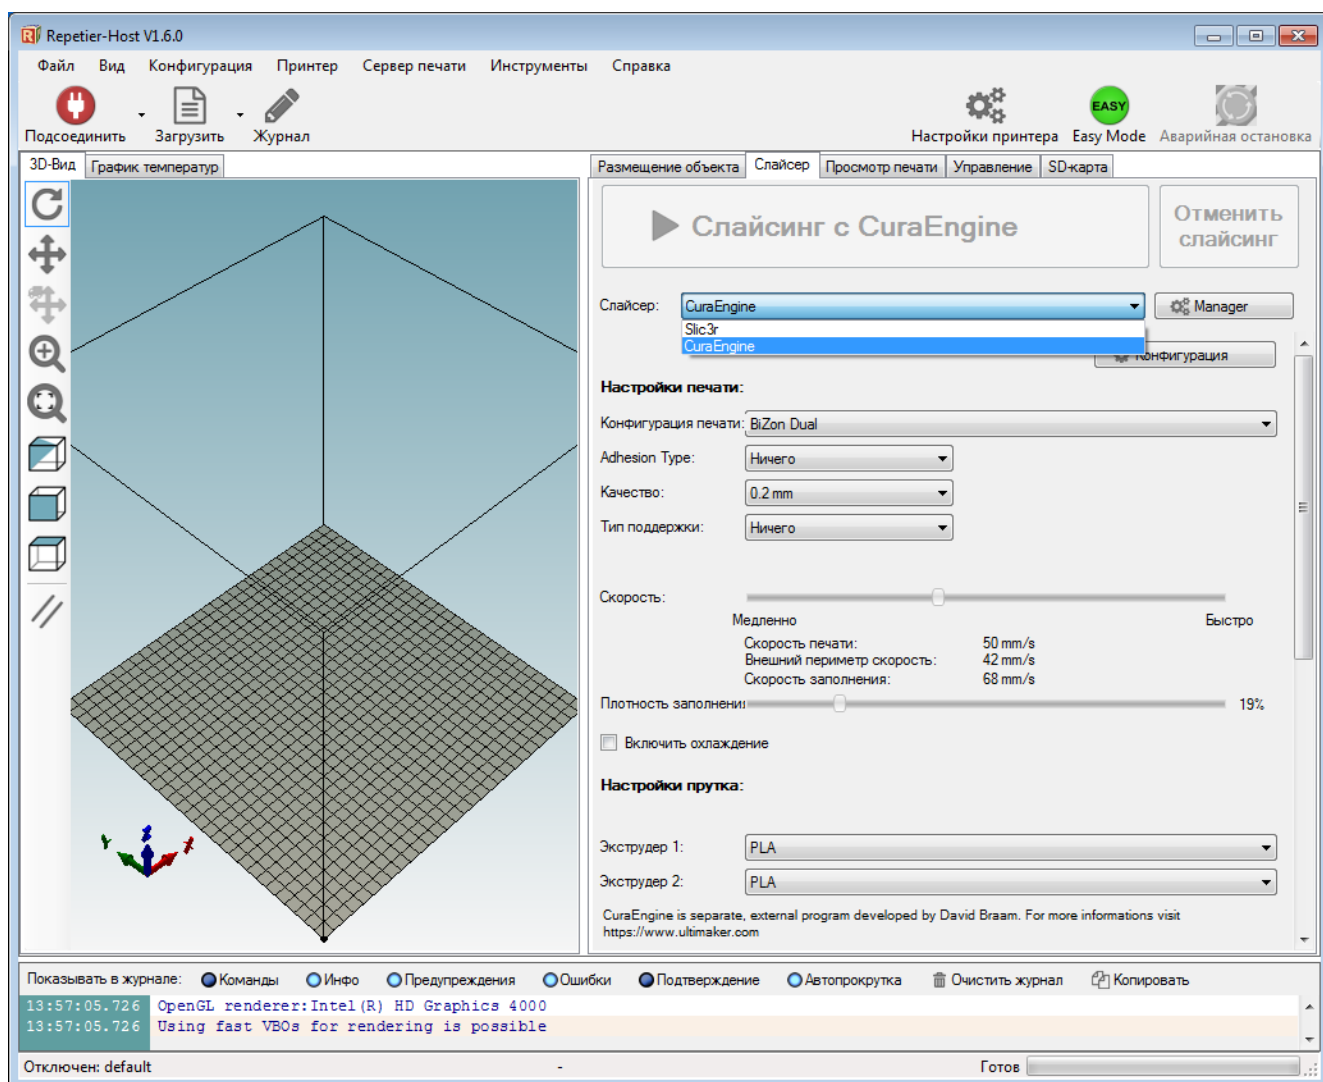 Repetier-Host V1.6.0
Файл Вид Конфигурация Принтер Сервер печати Инструменты Справка
EASY
Подсоединить Загрузить Журнал Настройки принтера Easy Mode Аварийная остановка
3D-Вид График температур Размещение объекта Слайсер Просмотр печати Управление SD-карта
Слайсинг с CuraEngine
Отменить
слайсинг
Слайсер: CuraEngine Manager
Slic3r
CuraEngine
Конфигурация
Настройки печати:
Конфигурация печати: BiZon Dual
Adhesion Type: Ничего
Качество: 0.2 mm
Тип поддержки: Ничего
Скорость:
Медленно Быстро
Скорость печати: 50 mm/s
Внешний периметр скорость: 42 mm/s
Скорость заполнения: 68 mm/s
Плотность заполнени 19%
Включить охлаждение
Настройки прутка:
Экструдер 1: PLA
Экструдер 2: PLA
CuraEngine is separate, external program developed by David Braam. For more informations visit
https://www.ultimaker.com
Показывать в журнале: Команды Инфо Предупреждения Ошибки Подтверждение Автопрокрутка Очистить журнал Копировать
13:57:05.726 OpenGL renderer:Intel(R) HD Graphics 4000
13:57:05.726 Using fast VBOs for rendering is possible
Отключен: default - Готов